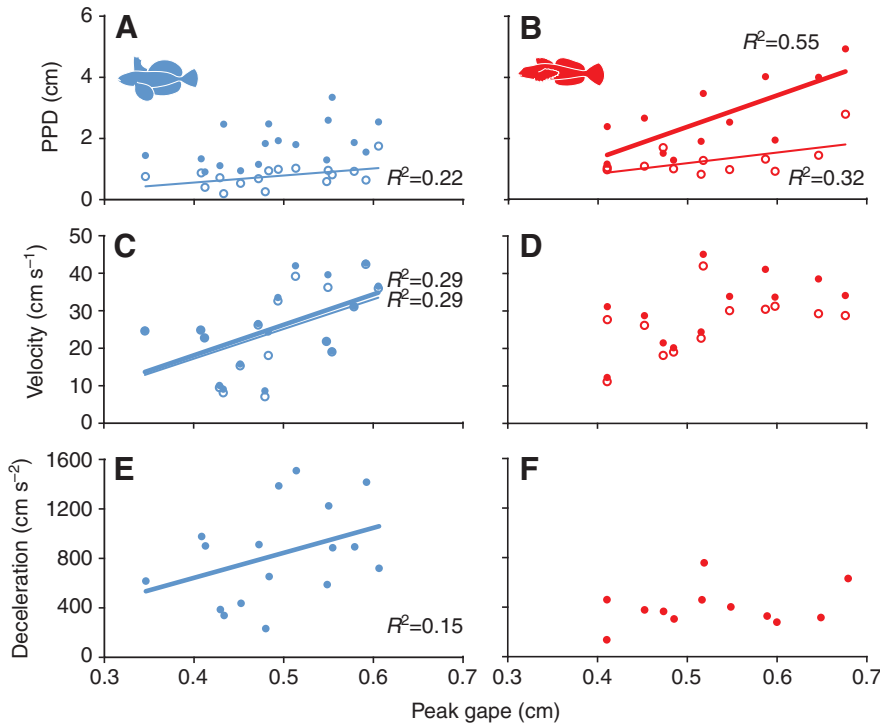 A
B
6
4
2
0
PPD (cm)
R²=0.22
R²=0.55
R²=0.32
C
D
50
40
30
20
10
0
Velocity (cm s⁻¹)
R²=0.29
R²=0.29
E
F
1600
1200
800
400
0
Deceleration (cm s⁻²)
R²=0.15
0.3 0.4 0.5 0.6 0.7 0.3 0.4 0.5 0.6 0.7
Peak gape (cm)